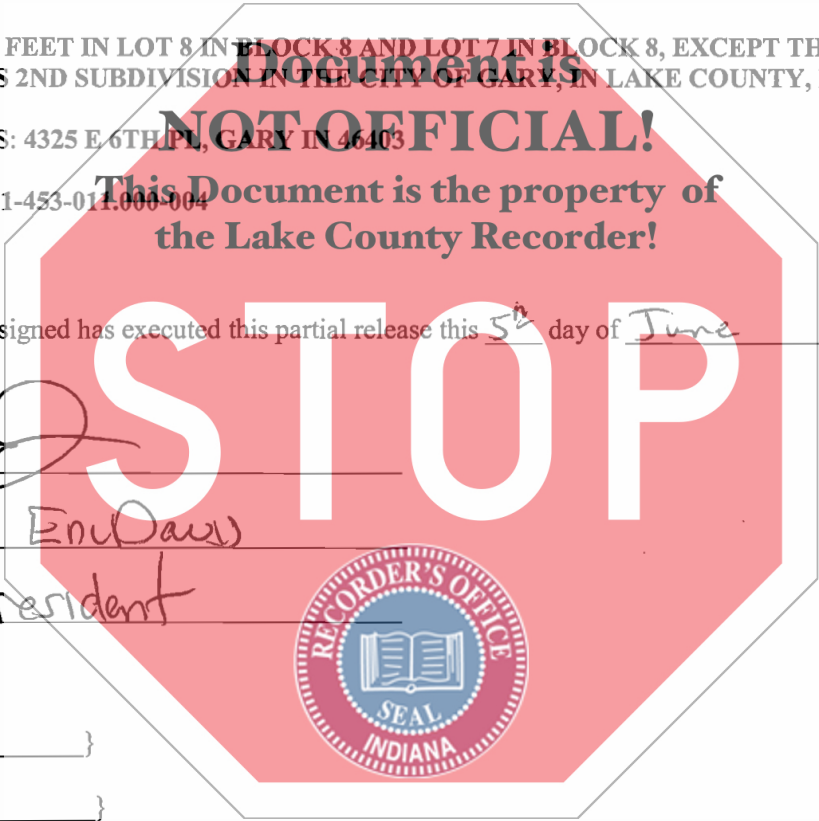 FEET IN LOT 8 IN BLOCK 8 AND LOT 7 IN BLOCK 8, EXCEPT TH
Document is
S 2ND SUBDIVISION IN THE CITY OF GARY, IN LAKE COUNTY,
NOT OFFICIAL!
S: 4325 E 6TH PL, GARY IN 46403
This Document is the property of
1-453-011.000-004
the Lake County Recorder!
signed has executed this partial release this 5th day of June
STOP
Eric Davis
resident
RECORDER'S OFFICE
SEAL
INDIANA
}
}